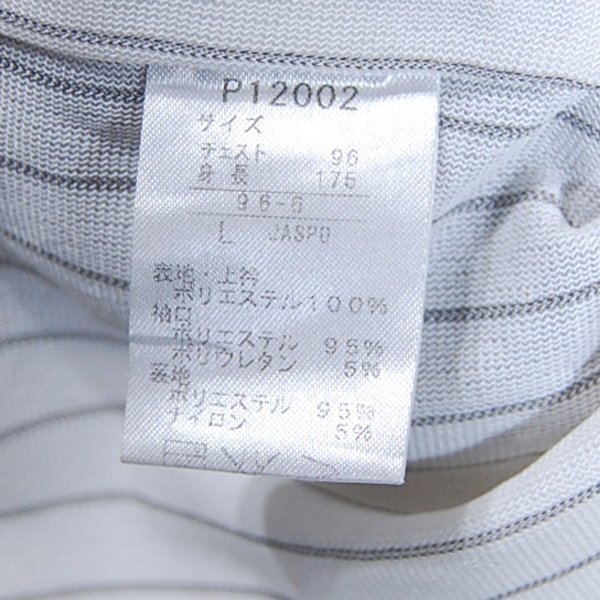 P12002
サイズ
チェスト 96
身長 175
96-6
L JASPO
表地・上衿
ポリエステル100%
袖口
ポリエステル 95%
ポリウレタン 5%
表地
ポリエステル 95%
ナイロン 5%